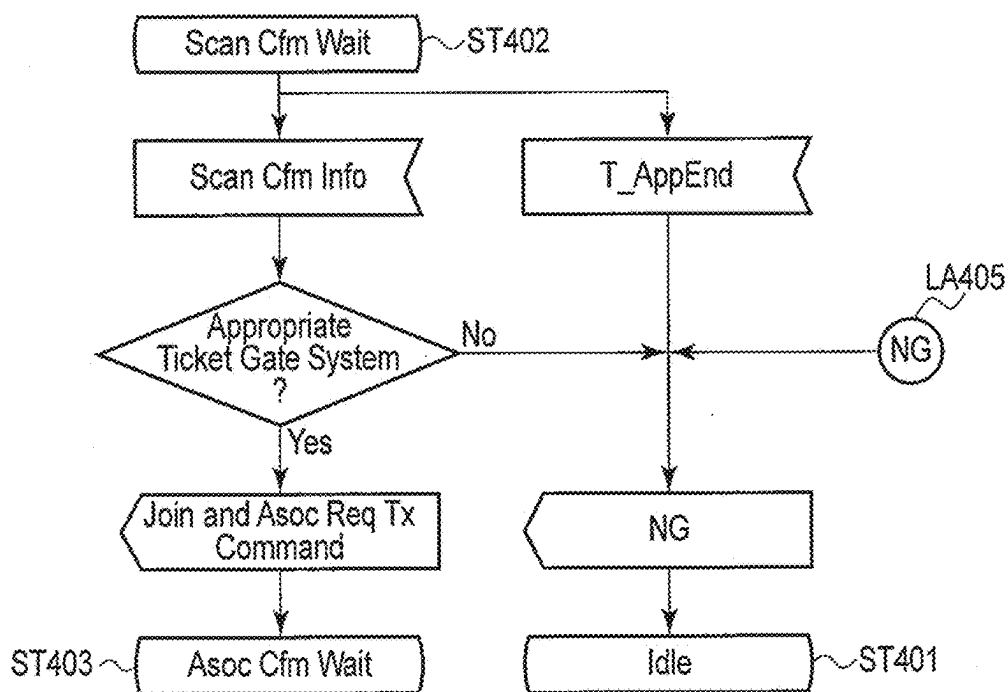 Scan Cfm Wait
ST402
Scan Cfm Info
T_AppEnd
LA405
Appropriate
Ticket Gate System
?
No
NG
Yes
Join and Asoc Req Tx
Command
NG
ST403
Asoc Cfm Wait
Idle
ST401